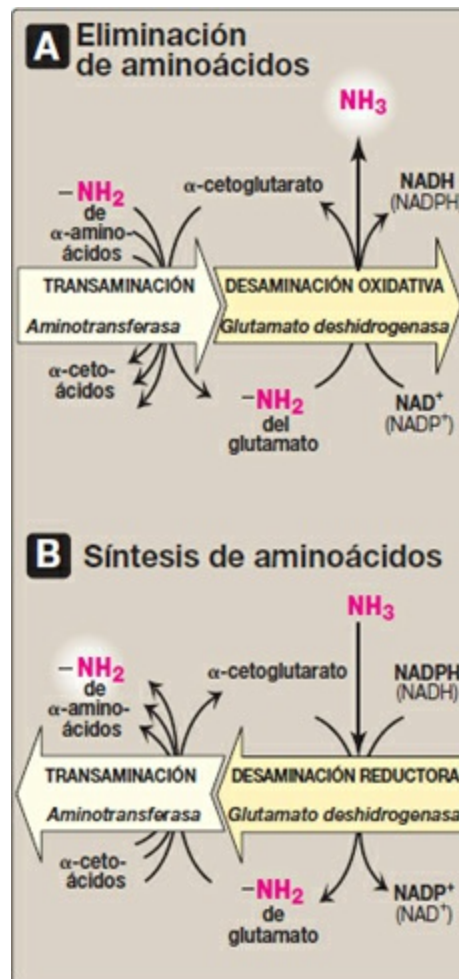 A Eliminación
de aminoácidos
NH₃
–NH₂
de
α-amino-
ácidos
α-cetoglutarato
NADH
(NADPH)
TRANSAMINACIÓN
Aminotransferasa
DESAMINACIÓN OXIDATIVA
Glutamato deshidrogenasa
α-ceto-
ácidos
–NH₂
del
glutamato
NAD⁺
(NADP⁺)
B Síntesis de aminoácidos
NH₃
–NH₂
de
α-amino-
ácidos
α-cetoglutarato
NADPH
(NADH)
TRANSAMINACIÓN
Aminotransferasa
DESAMINACIÓN REDUCTORA
Glutamato deshidrogenasa
α-ceto-
ácidos
–NH₂
de
glutamato
NADP⁺
(NAD⁺)